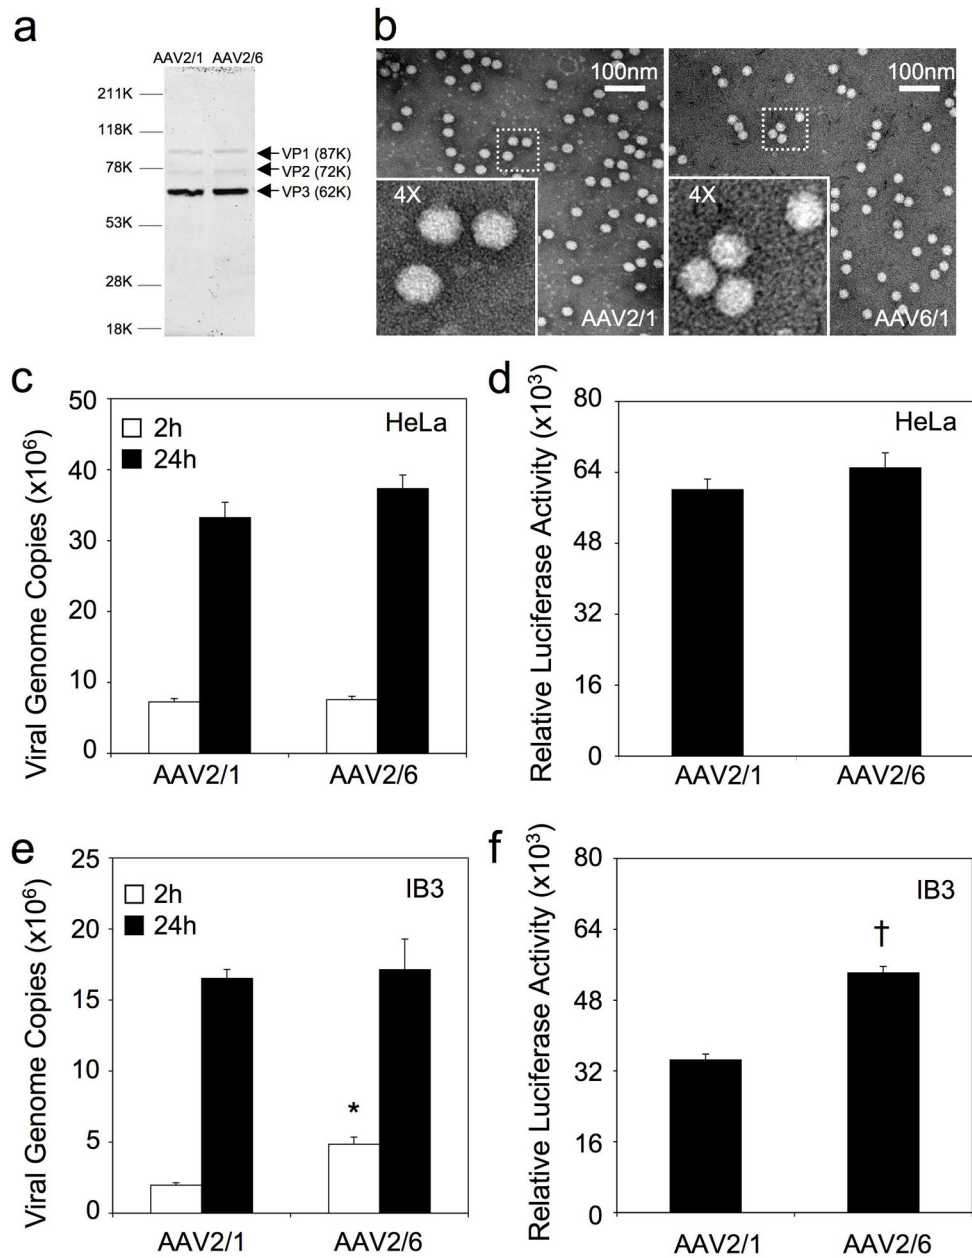 a
AAV2/1 AAV2/6
211K
118K
78K
53K
28K
18K
VP1 (87K)
VP2 (72K)
VP3 (62K)
b
100nm
4X
AAV2/1
100nm
4X
AAV6/1
c
Viral Genome Copies (x10⁶)
50
40
30
20
10
0
2h
24h
HeLa
AAV2/1
AAV2/6
d
Relative Luciferase Activity (x10³)
80
64
48
32
16
0
HeLa
AAV2/1
AAV2/6
e
Viral Genome Copies (x10⁶)
25
20
15
10
5
0
2h
24h
IB3
*
AAV2/1
AAV2/6
f
Relative Luciferase Activity (x10³)
80
64
48
32
16
0
IB3
†
AAV2/1
AAV2/6